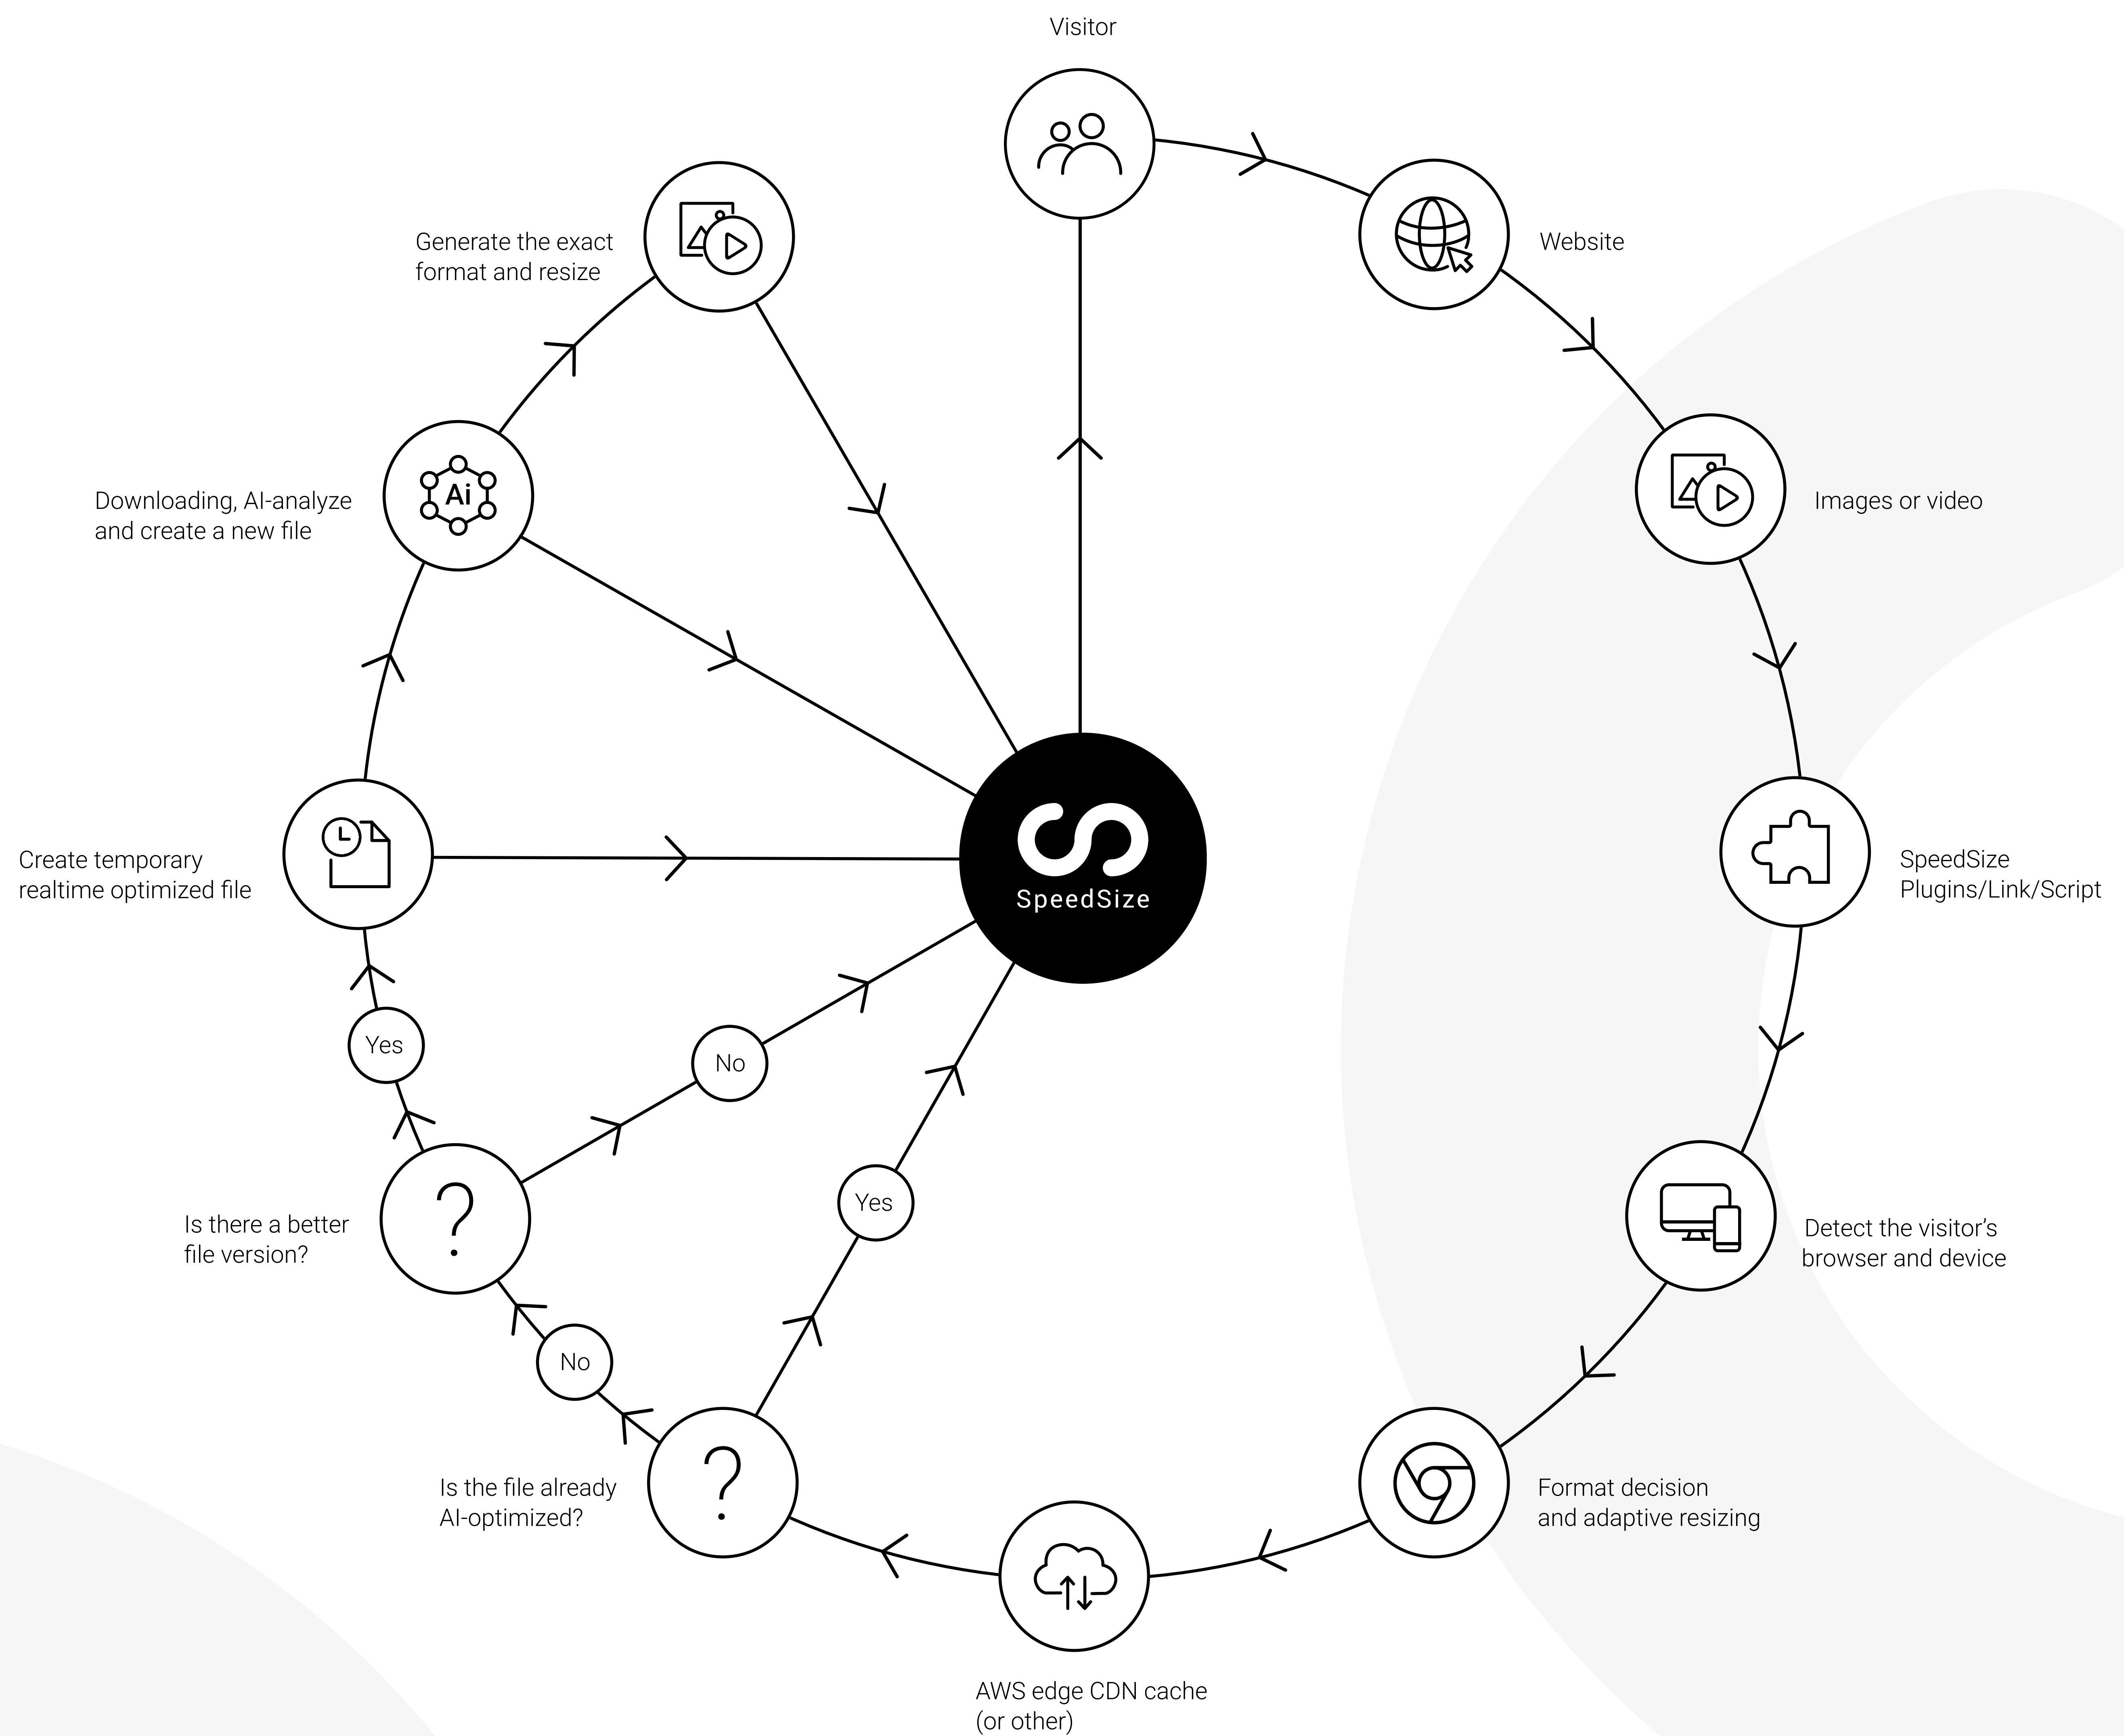 Visitor
Website
Images or video
SpeedSize
Plugins/Link/Script
Detect the visitor’s
browser and device
Format decision
and adaptive resizing
AWS edge CDN cache
(or other)
Is the file already
AI-optimized?
Yes
No
Is there a better
file version?
No
Yes
Create temporary
realtime optimized file
Downloading, AI-analyze
and create a new file
Ai
Generate the exact
format and resize
SpeedSize